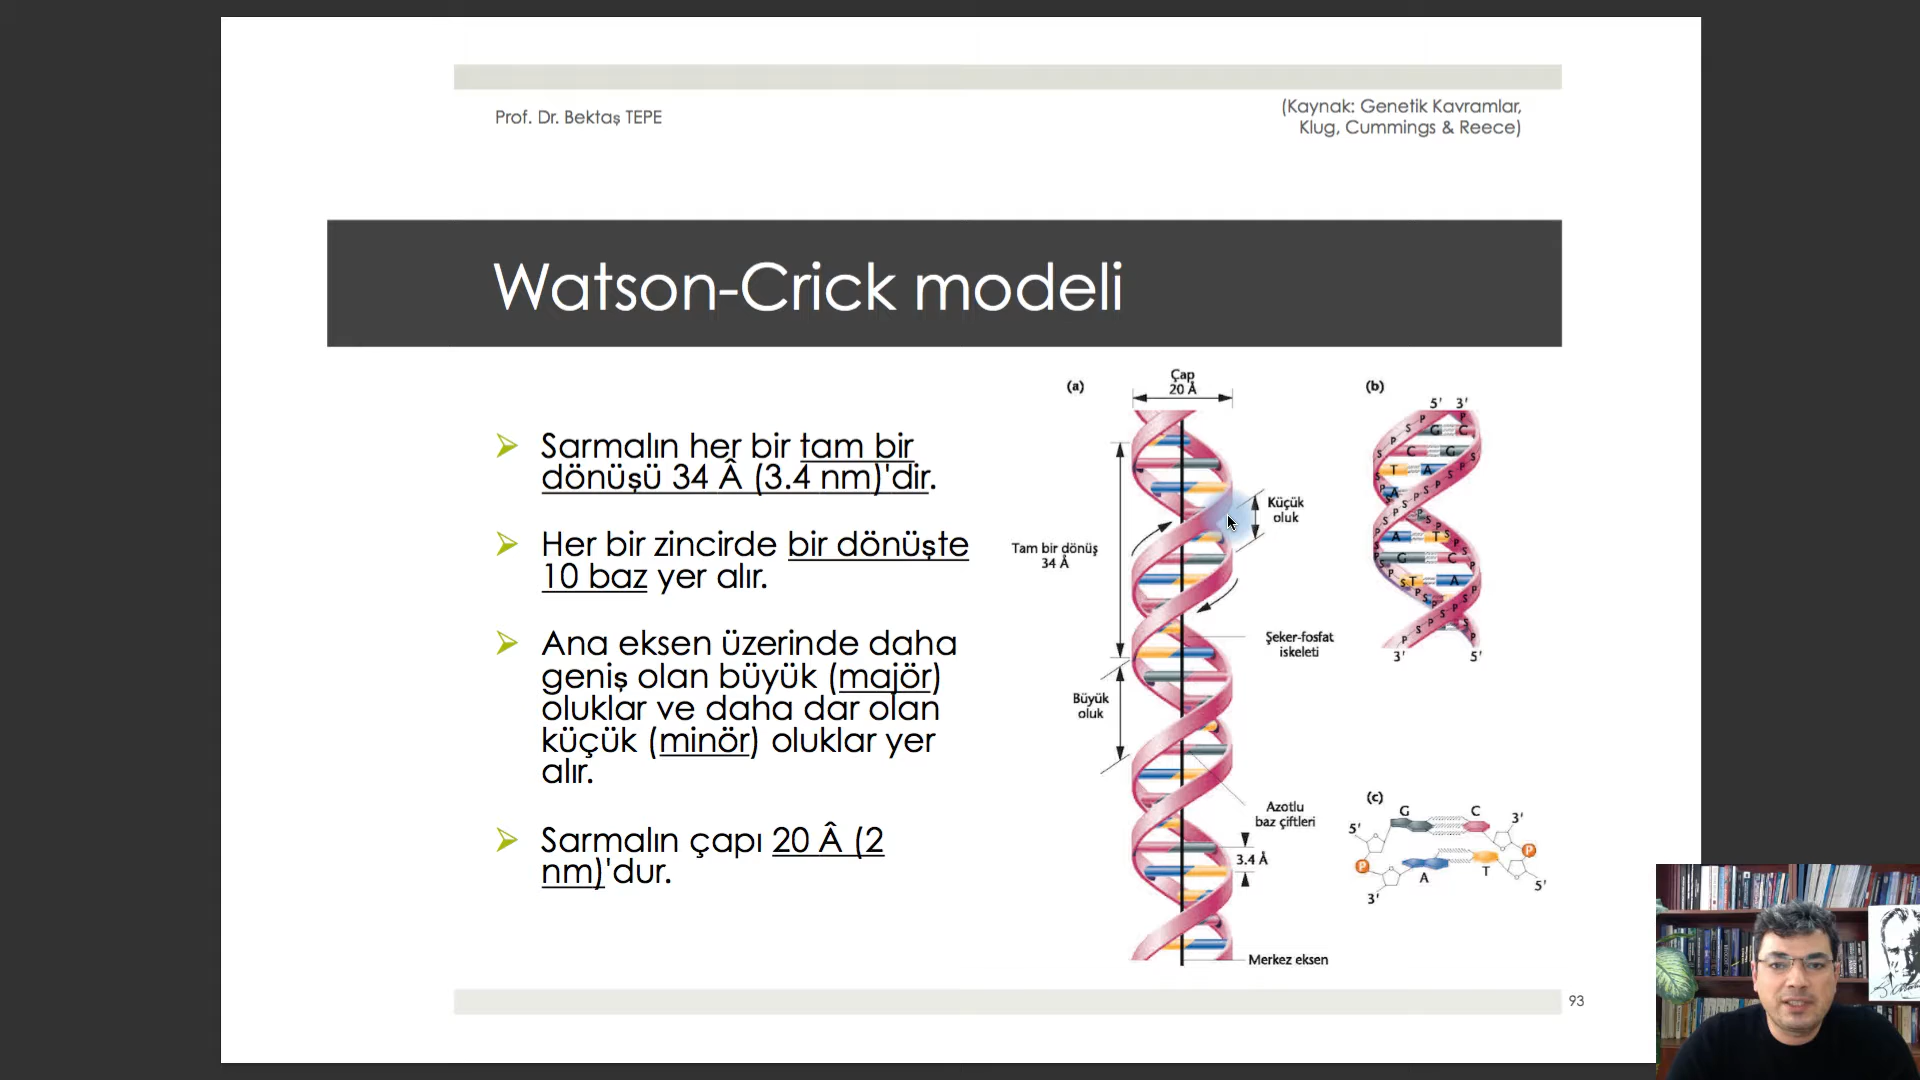 Prof. Dr. Bektaş TEPE
(Kaynak: Genetik Kavramlar,
Klug, Cummings & Reece)
Watson-Crick modeli
Sarmalın her bir tam bir
dönüşü 34 Â (3.4 nm)'dir.
Her bir zincirde bir dönüşte
10 baz yer alır.
Ana eksen üzerinde daha
geniş olan büyük (majör)
oluklar ve daha dar olan
küçük (minör) oluklar yer
alır.
Sarmalın çapı 20 Â (2
nm)'dur.
(a)
Çap
20 Å
Küçük
oluk
Tam bir dönüş
34 Å
Şeker-fosfat
iskeleti
Büyük
oluk
Azotlu
baz çiftleri
3.4 Å
Merkez eksen
(b)
5' 3'
G C
C G
T A
A
A T
G C
T A
3' 5'
(c)
G C
5' 3'
P P
A T
3' 5'
93